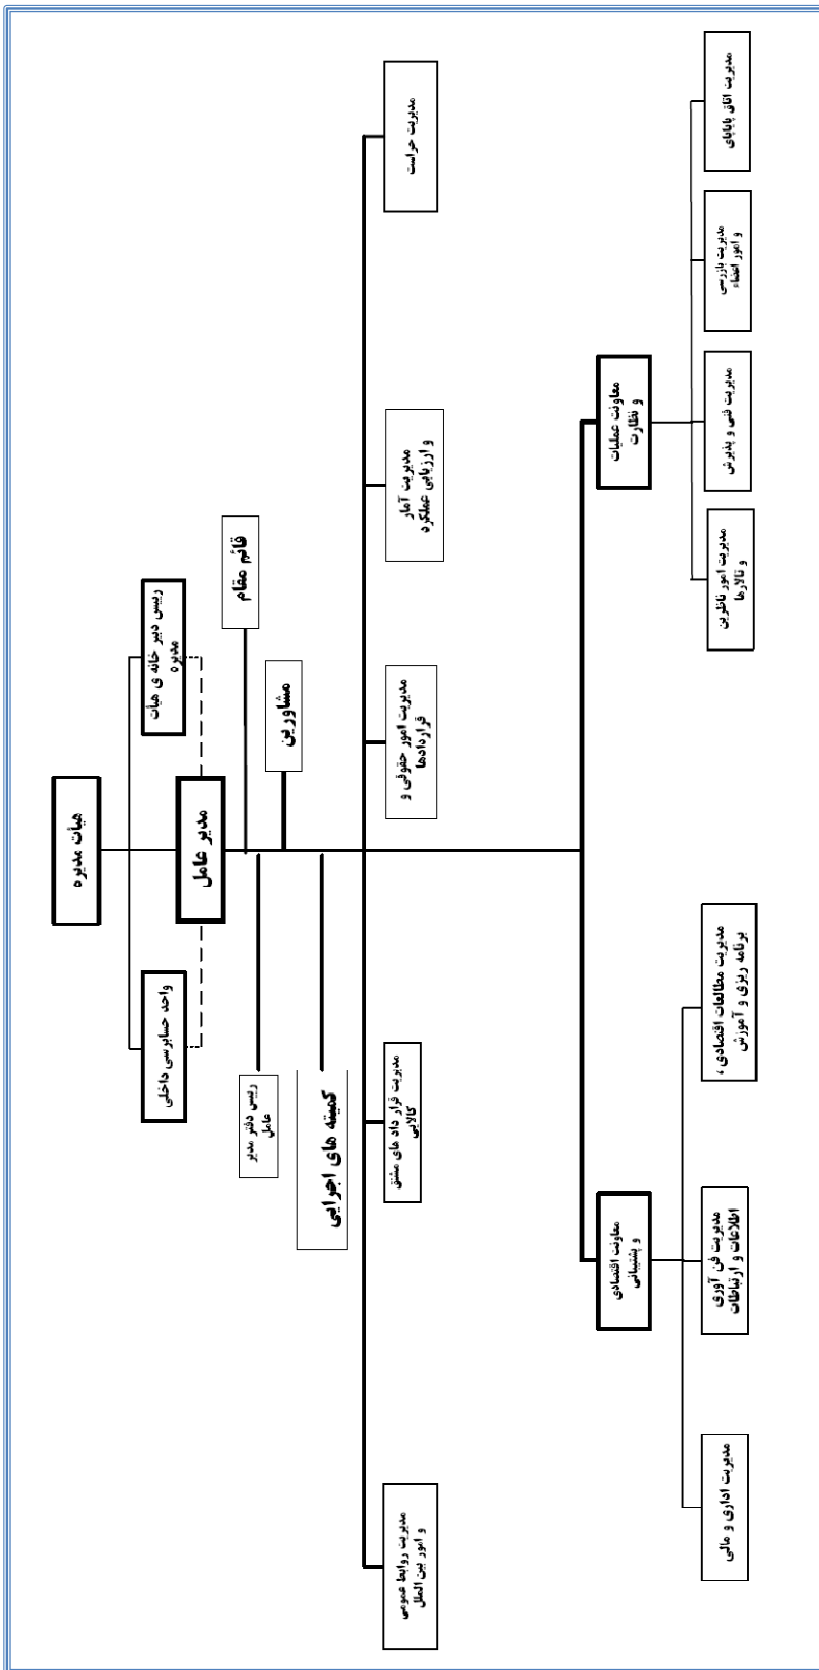 هیأت مدیره
رییس دبیر خانه ی هیأت
مدیره
واحد حسابرسی داخلی
مدیر عامل
قائم مقام
رییس دفتر مدیر
عامل
مشاورین
کمیته های اجرایی
مدیریت حراست
مدیریت آمار
و ارزیابی عملکرد
مدیریت امور حقوقی و
قراردادها
مدیریت قرار داد های مشتق
کالایی
مدیریت روابط عمومی
و امور بین الملل
معاونت عملیات
و نظارت
معاونت اقتصادی
و پشتیبانی
مدیریت اتاق پایاپای
مدیریت بازرسی
و امور اعضاء
مدیریت فنی و پذیرش
مدیریت امور ناظرین
و تالارها
مدیریت مطالعات اقتصادی ،
برنامه ریزی و آموزش
مدیریت فن آوری
اطلاعات و ارتباطات
مدیریت اداری و مالی